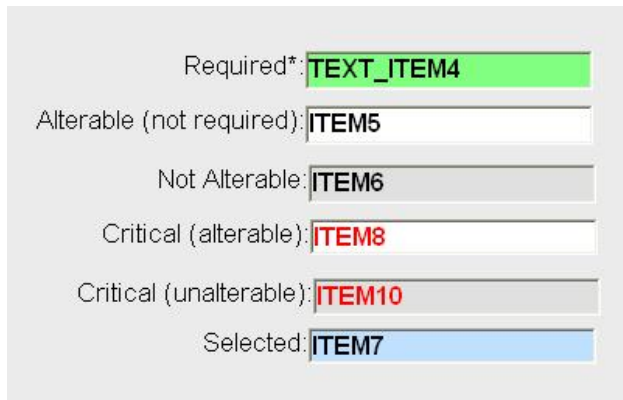 Required*: TEXT_ITEM4
Alterable (not required): ITEM5
Not Alterable: ITEM6
Critical (alterable): ITEM8
Critical (unalterable): ITEM10
Selected: ITEM7